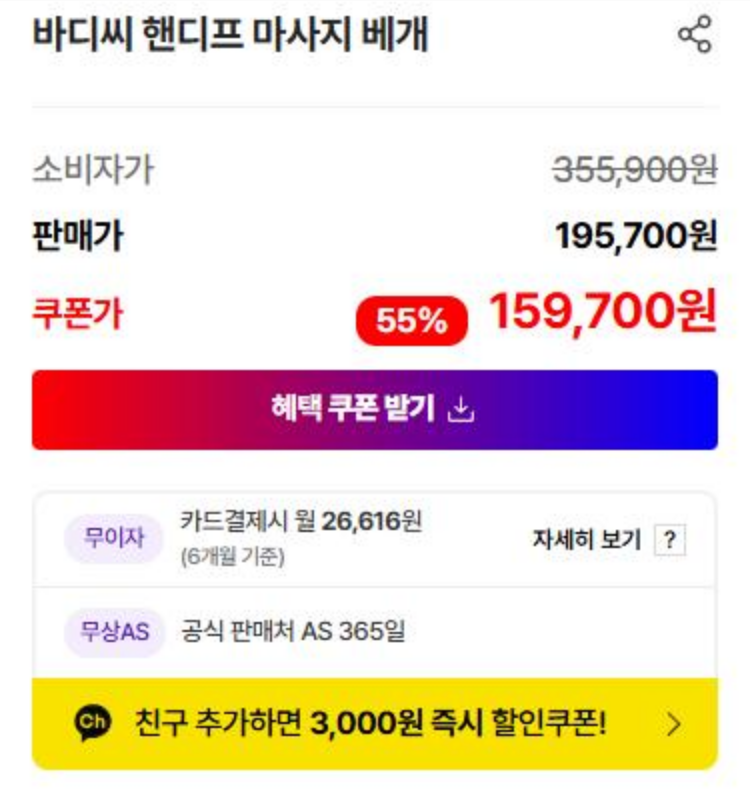 바디씨 핸디프 마사지 베개
소비자가 355,900원
판매가 195,700원
쿠폰가 55% 159,700원
혜택 쿠폰 받기
무이자 카드결제시 월 26,616원
(6개월 기준)
자세히 보기 ?
무상AS 공식 판매처 AS 365일
Ch 친구 추가하면 3,000원 즉시 할인쿠폰!